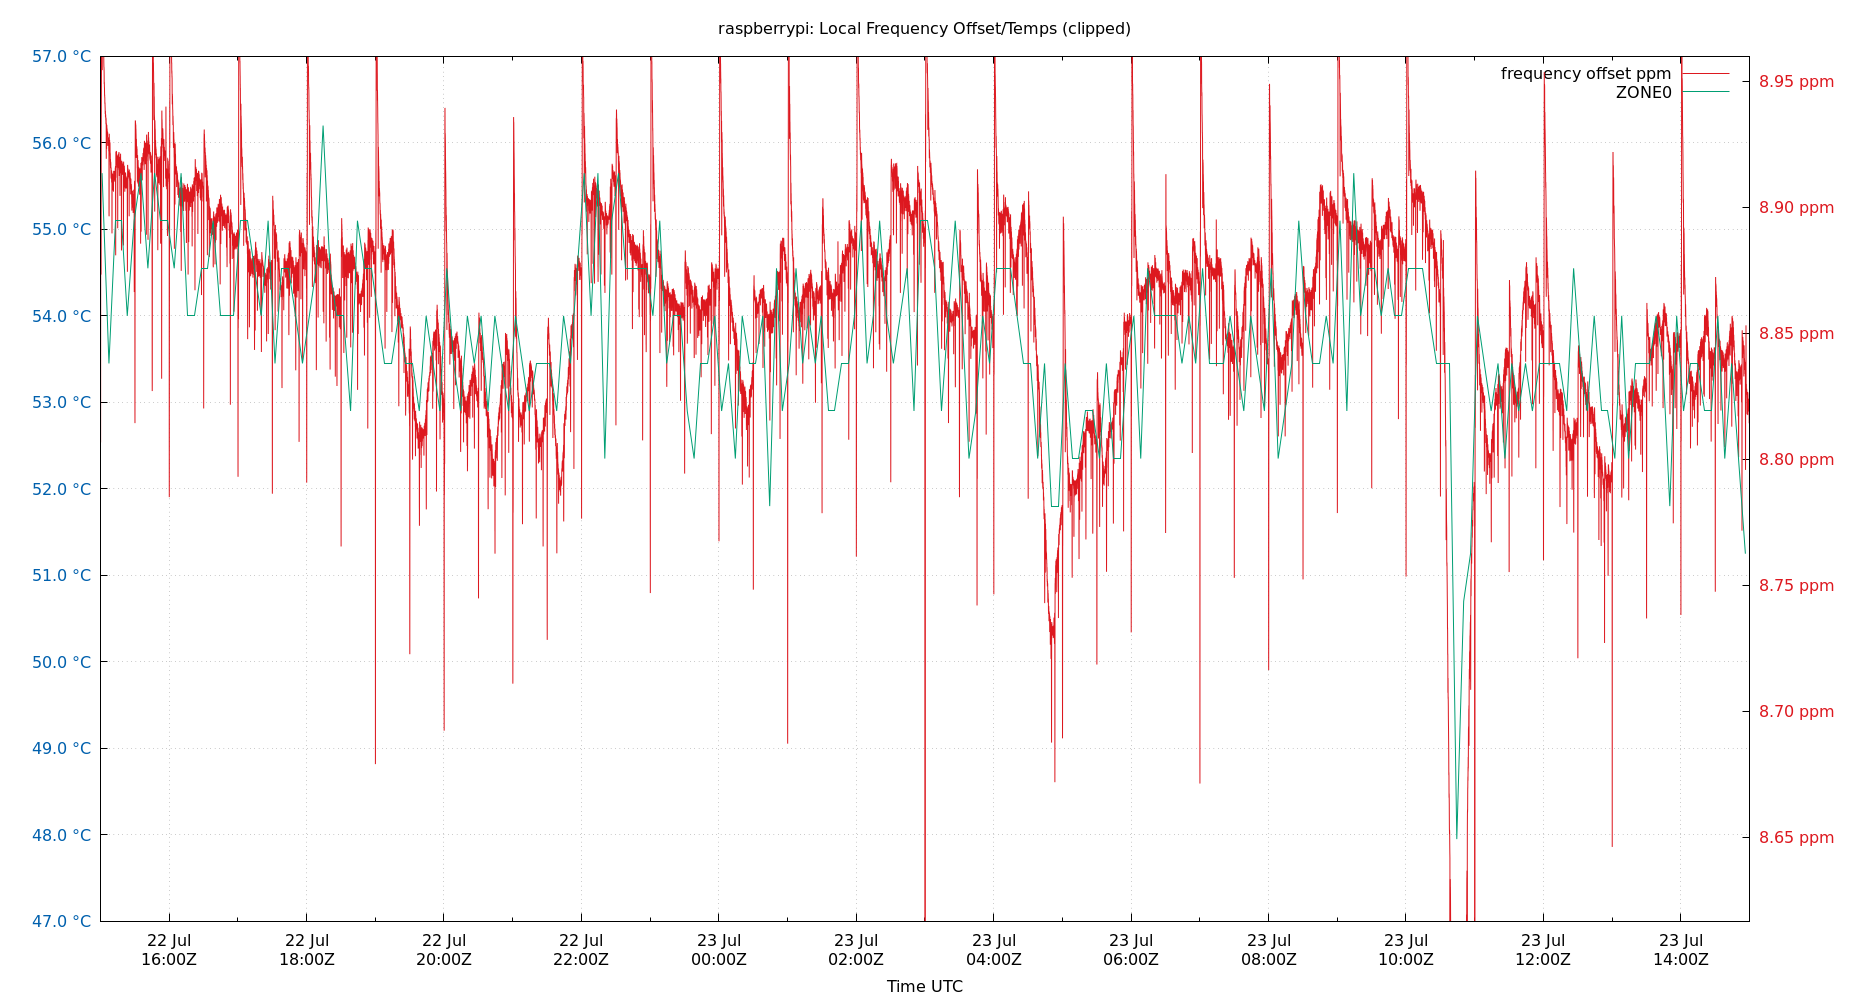 raspberrypi: Local Frequency Offset/Temps (clipped)
57.0 °C
56.0 °C
55.0 °C
54.0 °C
53.0 °C
52.0 °C
51.0 °C
50.0 °C
49.0 °C
48.0 °C
47.0 °C
frequency offset ppm
ZONE0
8.95 ppm
8.90 ppm
8.85 ppm
8.80 ppm
8.75 ppm
8.70 ppm
8.65 ppm
22 Jul 22 Jul 22 Jul 22 Jul 23 Jul 23 Jul 23 Jul 23 Jul 23 Jul 23 Jul 23 Jul 23 Jul
16:00Z 18:00Z 20:00Z 22:00Z 00:00Z 02:00Z 04:00Z 06:00Z 08:00Z 10:00Z 12:00Z 14:00Z
Time UTC